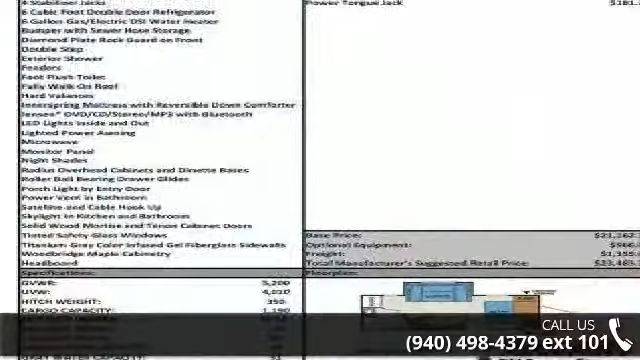 4 Stabilizer Jacks
6 Cubic Foot Double Door Refrigerator
6 Gallon Gas/Electric DSI Water Heater
Bumper with Sewer Hose Storage
Diamond Plate Rock Guard on Front
Double Step
Exterior Shower
Feeders
Foot Flush Toilet
Fully Walk On Roof
Hard Valances
Innerspring Mattress with Reversible Down Comforter
Jensen® DVD/CD/Stereo/MP3 with Bluetooth
LED Lights Inside and Out
Lighted Power Awning
Microwave
Monitor Panel
Night Shades
Radius Overhead Cabinets and Dinette Bases
Roller Ball Bearing Drawer Glides
Porch Light by Entry Door
Power Vent in Bathroom
Satellite and Cable Hook Up
Skylight in Kitchen and Bathroom
Solid Wood Mortise and Tenon Cabinet Doors
Tinted Safety Glass Windows
Titanium Gray Color Infused Gel Fiberglass Sidewalls
Woodbridge Maple Cabinetry
Headboard
Specifications:
GVWR: 5,200
UVW: 4,010
HITCH WEIGHT: 350
CARGO CAPACITY: 1,190
Power Tongue Jack
Base Price:
Optional Equipment:
Freight:
Total Manufacturer's Suggested Retail Price:
Floorplan:
CALL US
(940) 498-4379 ext 101